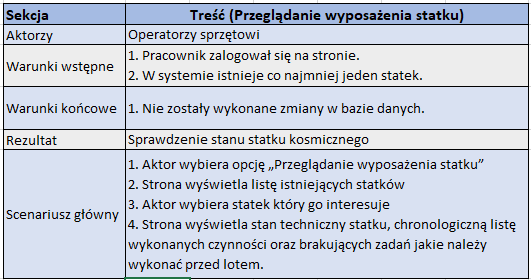 Sekcja Treść (Przeglądanie wyposażenia statku)
Aktorzy Operatorzy sprzętowi
Warunki wstępne
1. Pracownik zalogował się na stronie.
2. W systemie istnieje co najmniej jeden statek.
Warunki końcowe 1. Nie zostały wykonane zmiany w bazie danych.
Rezultat Sprawdzenie stanu statku kosmicznego
Scenariusz główny
1. Aktor wybiera opcję „Przeglądanie wyposażenia statku”
2. Strona wyświetla listę istniejących statków
3. Aktor wybiera statek który go interesuje
4. Strona wyświetla stan techniczny statku, chronologiczną listę
wykonanych czynności oraz brakujących zadań jakie należy
wykonać przed lotem.